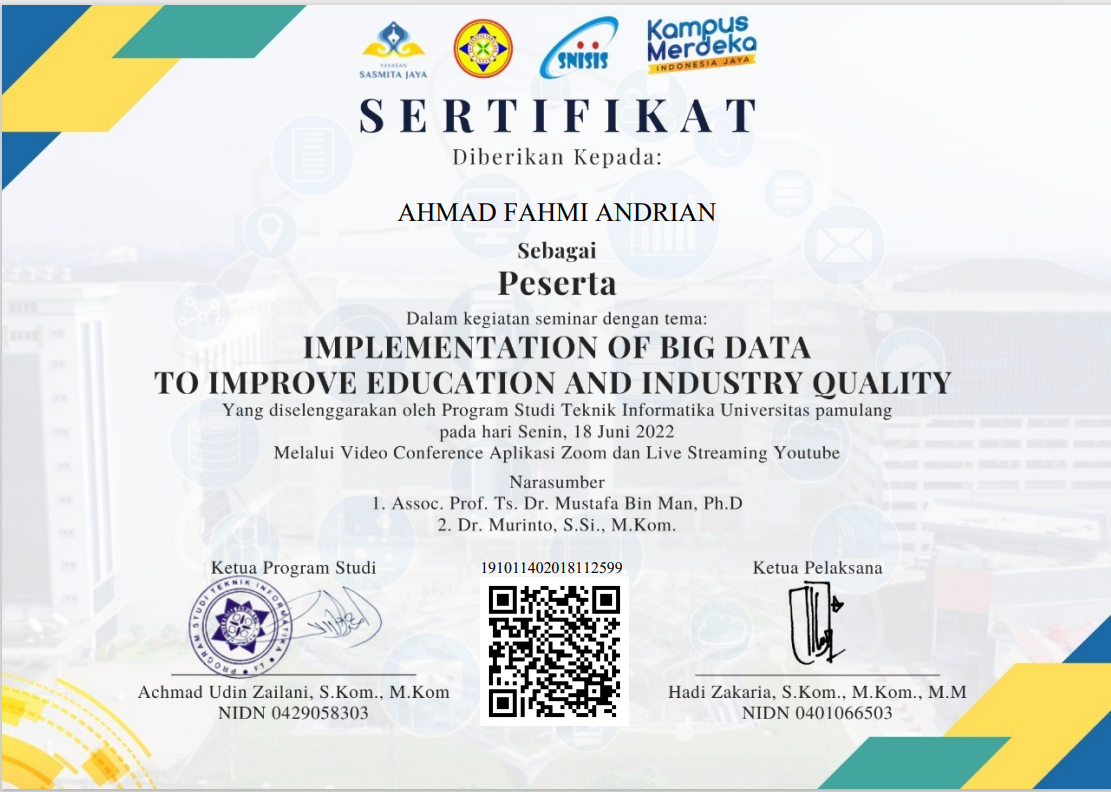 YAYASAN
SASMITA JAYA
SNISIS
Kampus
Merdeka
INDONESIA JAYA
SERTIFIKAT
Diberikan Kepada:
AHMAD FAHMI ANDRIAN
Sebagai
Peserta
Dalam kegiatan seminar dengan tema:
IMPLEMENTATION OF BIG DATA
TO IMPROVE EDUCATION AND INDUSTRY QUALITY
Yang diselenggarakan oleh Program Studi Teknik Informatika Universitas pamulang
pada hari Senin, 18 Juni 2022
Melalui Video Conference Aplikasi Zoom dan Live Streaming Youtube
Narasumber
1. Assoc. Prof. Ts. Dr. Mustafa Bin Man, Ph.D
2. Dr. Murinto, S.Si., M.Kom.
Ketua Program Studi
PROGRAM STUDI TEKNIK INFORMATIKA
Achmad Udin Zailani, S.Kom., M.Kom
NIDN 0429058303
191011402018112599
Ketua Pelaksana
Hadi Zakaria, S.Kom., M.Kom., M.M
NIDN 0401066503